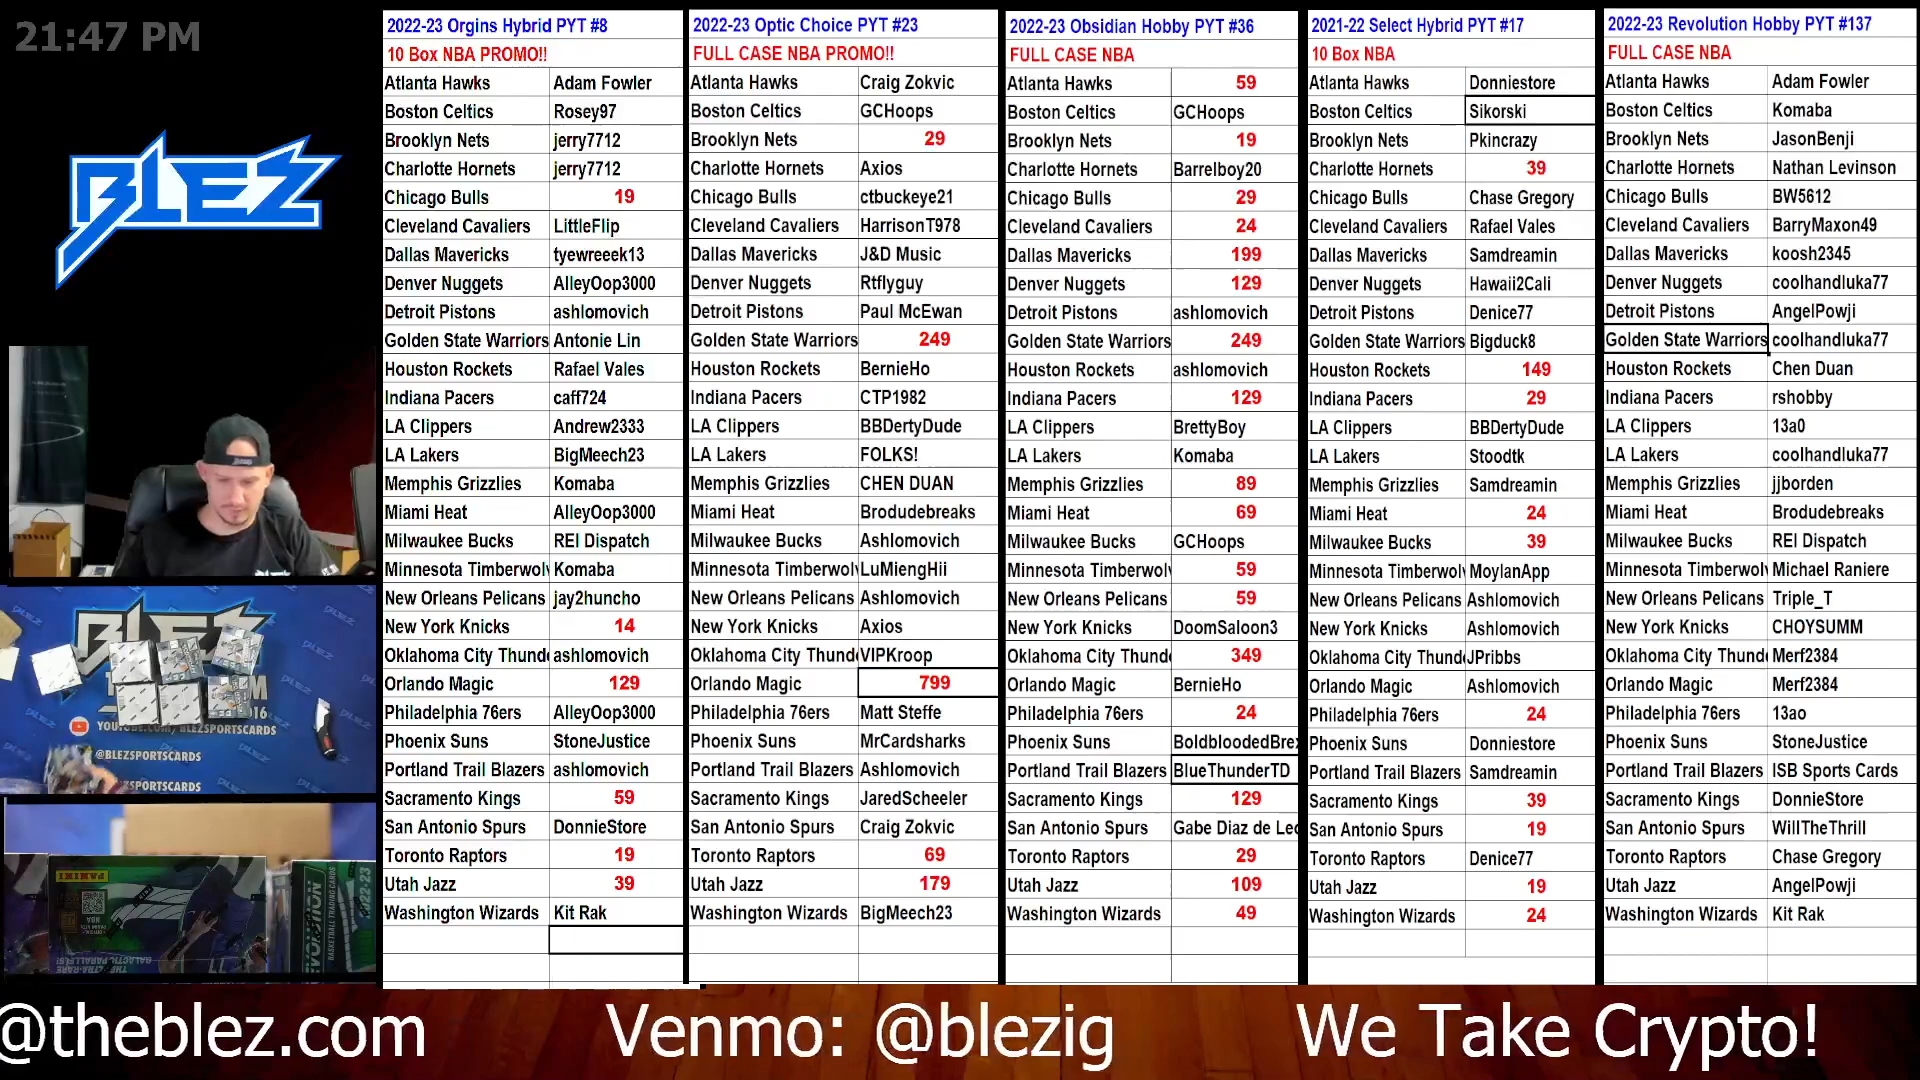 21:47 PM
BLEZ
2022-23 Orgins Hybrid PYT #8
10 Box NBA PROMO!!
Atlanta Hawks Adam Fowler
Boston Celtics Rosey97
Brooklyn Nets jerry7712
Charlotte Hornets jerry7712
Chicago Bulls 19
Cleveland Cavaliers LittleFlip
Dallas Mavericks tyewreeek13
Denver Nuggets AlleyOop3000
Detroit Pistons ashlomovich
Golden State Warriors Antonie Lin
Houston Rockets Rafael Vales
Indiana Pacers caff724
LA Clippers Andrew2333
LA Lakers BigMeech23
Memphis Grizzlies Komaba
Miami Heat AlleyOop3000
Milwaukee Bucks REI Dispatch
Minnesota Timberwolv Komaba
New Orleans Pelicans jay2huncho
New York Knicks 14
Oklahoma City Thund ashlomovich
Orlando Magic 129
Philadelphia 76ers AlleyOop3000
Phoenix Suns StoneJustice
Portland Trail Blazers ashlomovich
Sacramento Kings 59
San Antonio Spurs DonnieStore
Toronto Raptors 19
Utah Jazz 39
Washington Wizards Kit Rak
2022-23 Optic Choice PYT #23
FULL CASE NBA PROMO!!
Atlanta Hawks Craig Zokvic
Boston Celtics GCHoops
Brooklyn Nets 29
Charlotte Hornets Axios
Chicago Bulls ctbuckeye21
Cleveland Cavaliers HarrisonT978
Dallas Mavericks J&D Music
Denver Nuggets Rtflyguy
Detroit Pistons Paul McEwan
Golden State Warriors 249
Houston Rockets BernieHo
Indiana Pacers CTP1982
LA Clippers BBDertyDude
LA Lakers FOLKS!
Memphis Grizzlies CHEN DUAN
Miami Heat Brodudebreaks
Milwaukee Bucks Ashlomovich
Minnesota Timberwolv LuMiengHii
New Orleans Pelicans Ashlomovich
New York Knicks Axios
Oklahoma City Thund VIPKroop
Orlando Magic 799
Philadelphia 76ers Matt Steffe
Phoenix Suns MrCardsharks
Portland Trail Blazers Ashlomovich
Sacramento Kings JaredScheeler
San Antonio Spurs Craig Zokvic
Toronto Raptors 69
Utah Jazz 179
Washington Wizards BigMeech23
2022-23 Obsidian Hobby PYT #36
FULL CASE NBA
Atlanta Hawks 59
Boston Celtics GCHoops
Brooklyn Nets 19
Charlotte Hornets Barrelboy20
Chicago Bulls 29
Cleveland Cavaliers 24
Dallas Mavericks 199
Denver Nuggets 129
Detroit Pistons ashlomovich
Golden State Warriors 249
Houston Rockets ashlomovich
Indiana Pacers 129
LA Clippers BrettyBoy
LA Lakers Komaba
Memphis Grizzlies 89
Miami Heat 69
Milwaukee Bucks GCHoops
Minnesota Timberwolv 59
New Orleans Pelicans 59
New York Knicks DoomSaloon3
Oklahoma City Thund 349
Orlando Magic BernieHo
Philadelphia 76ers 24
Phoenix Suns BoldbloodedBrea
Portland Trail Blazers BlueThunderTD
Sacramento Kings 129
San Antonio Spurs Gabe Diaz de Leo
Toronto Raptors 29
Utah Jazz 109
Washington Wizards 49
2021-22 Select Hybrid PYT #17
10 Box NBA
Atlanta Hawks Donniestore
Boston Celtics Sikorski
Brooklyn Nets Pkincrazy
Charlotte Hornets 39
Chicago Bulls Chase Gregory
Cleveland Cavaliers Rafael Vales
Dallas Mavericks Samdreamin
Denver Nuggets Hawaii2Cali
Detroit Pistons Denice77
Golden State Warriors Bigduck8
Houston Rockets 149
Indiana Pacers 29
LA Clippers BBDertyDude
LA Lakers Stoodtk
Memphis Grizzlies Samdreamin
Miami Heat 24
Milwaukee Bucks 39
Minnesota Timberwolv MoylanApp
New Orleans Pelicans Ashlomovich
New York Knicks Ashlomovich
Oklahoma City Thund JPribbs
Orlando Magic Ashlomovich
Philadelphia 76ers 24
Phoenix Suns Donniestore
Portland Trail Blazers Samdreamin
Sacramento Kings 39
San Antonio Spurs 19
Toronto Raptors Denice77
Utah Jazz 19
Washington Wizards 24
2022-23 Revolution Hobby PYT #137
FULL CASE NBA
Atlanta Hawks Adam Fowler
Boston Celtics Komaba
Brooklyn Nets JasonBenji
Charlotte Hornets Nathan Levinson
Chicago Bulls BW5612
Cleveland Cavaliers BarryMaxon49
Dallas Mavericks koosh2345
Denver Nuggets coolhandluka77
Detroit Pistons AngelPowji
Golden State Warriors coolhandluka77
Houston Rockets Chen Duan
Indiana Pacers rshobby
LA Clippers 13a0
LA Lakers coolhandluka77
Memphis Grizzlies jjborden
Miami Heat Brodudebreaks
Milwaukee Bucks REI Dispatch
Minnesota Timberwolv Michael Raniere
New Orleans Pelicans Triple_T
New York Knicks CHOYSUMM
Oklahoma City Thund Merf2384
Orlando Magic Merf2384
Philadelphia 76ers 13ao
Phoenix Suns StoneJustice
Portland Trail Blazers ISB Sports Cards
Sacramento Kings DonnieStore
San Antonio Spurs WillTheThrill
Toronto Raptors Chase Gregory
Utah Jazz AngelPowji
Washington Wizards Kit Rak
BLEZ
YOUTUBE.COM/BLEZSPORTSCARDS
@BLEZSPORTSCARDS
PANINI
2022-23
BASKETBALL TRADING CARDS
@theblez.com Venmo: @blezig We Take Crypto!